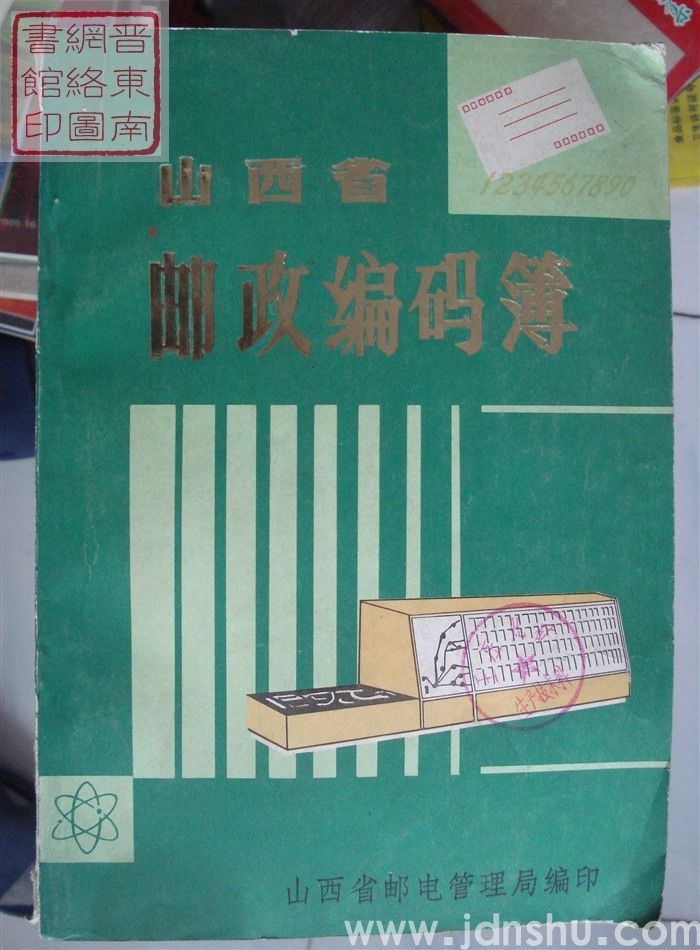 晋東南
網絡圖
書館印
1234567890
山西省
邮政编码簿
山西省邮电管理局编印
www.jdnshu.com